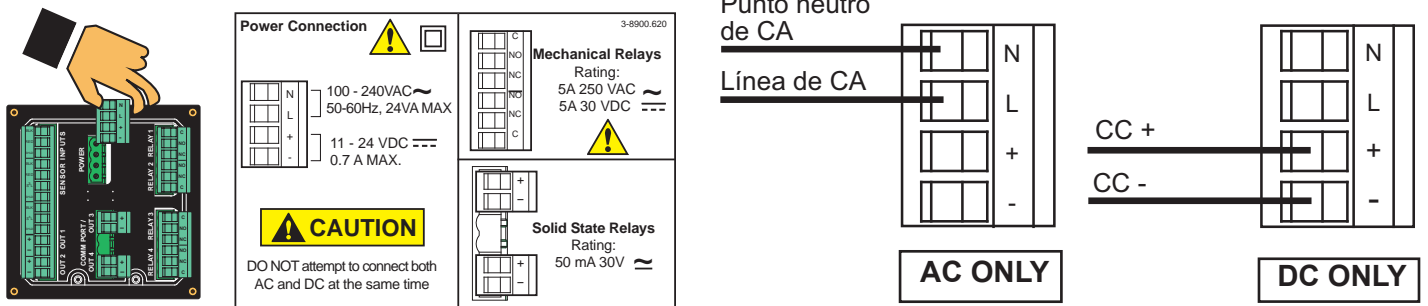 SENSOR INPUTS
OUT 1
OUT 2
POWER
COMM PORT /
OUT 3
OUT 4
RELAY 1
RELAY 2
RELAY 3
RELAY 4
N
L
+
-
Power Connection
N
L
+
-
100 - 240VAC ~
50-60Hz, 24VA MAX
11 - 24 VDC
0.7 A MAX.
CAUTION
DO NOT attempt to connect both
AC and DC at the same time
3-8900.620
C
NO
NC
NO
NC
C
Mechanical Relays
Rating:
5A 250 VAC ~
5A 30 VDC
+
−
+
−
Solid State Relays
Rating:
50 mA 30V
Punto neutro
de CA
Línea de CA
N
L
+
-
AC ONLY
CC +
CC -
N
L
+
-
DC ONLY